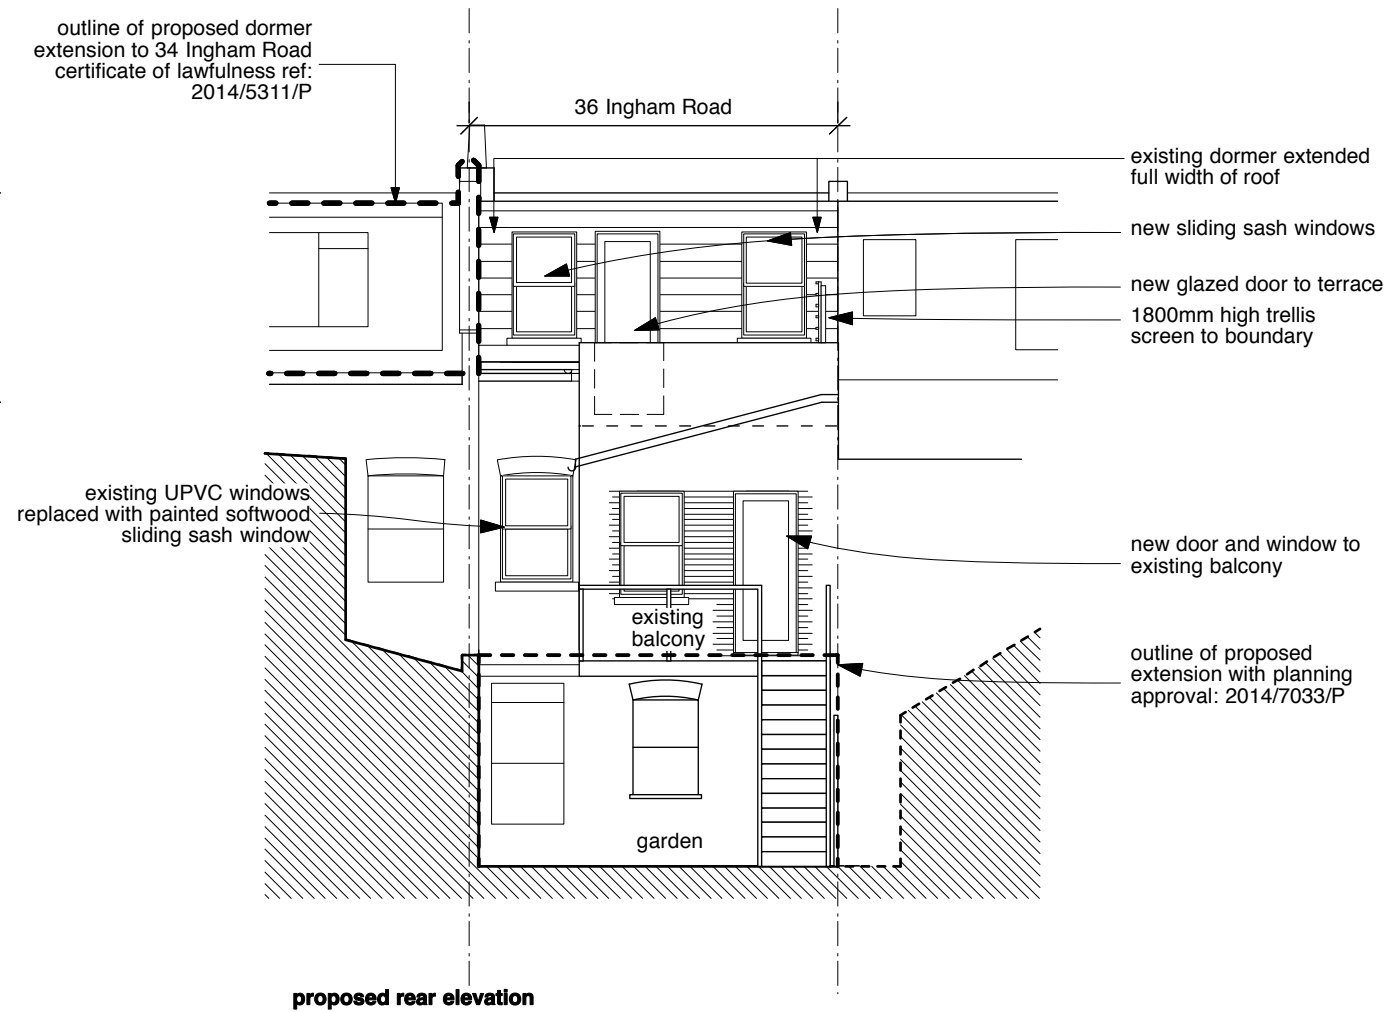 outline of proposed dormer
extension to 34 Ingham Road
certificate of lawfulness ref:
2014/5311/P
36 Ingham Road
existing dormer extended
full width of roof
new sliding sash windows
new glazed door to terrace
1800mm high trellis
screen to boundary
existing UPVC windows
replaced with painted softwood
sliding sash window
new door and window to
existing balcony
existing
balcony
outline of proposed
extension with planning
approval: 2014/7033/P
garden
proposed rear elevation